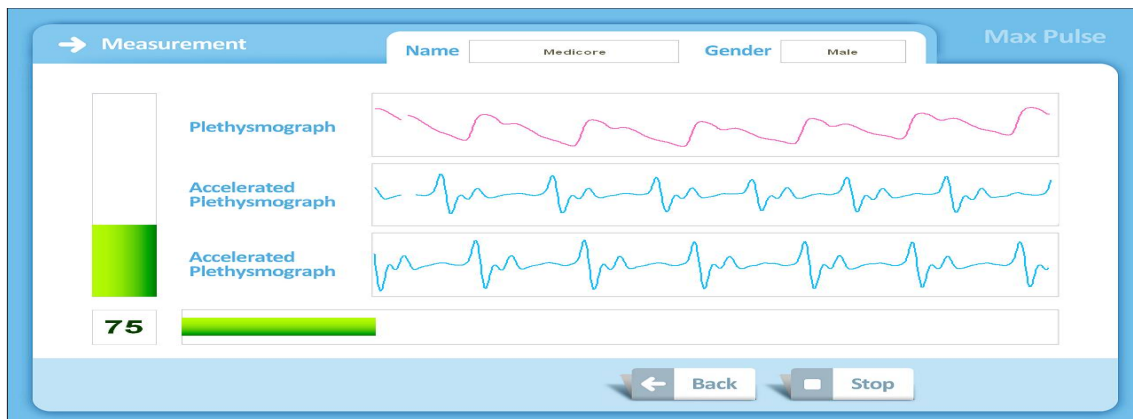 Measurement
Name Medicore Gender Male
Max Pulse
Plethysmograph
Accelerated
Plethysmograph
Accelerated
Plethysmograph
75
Back Stop